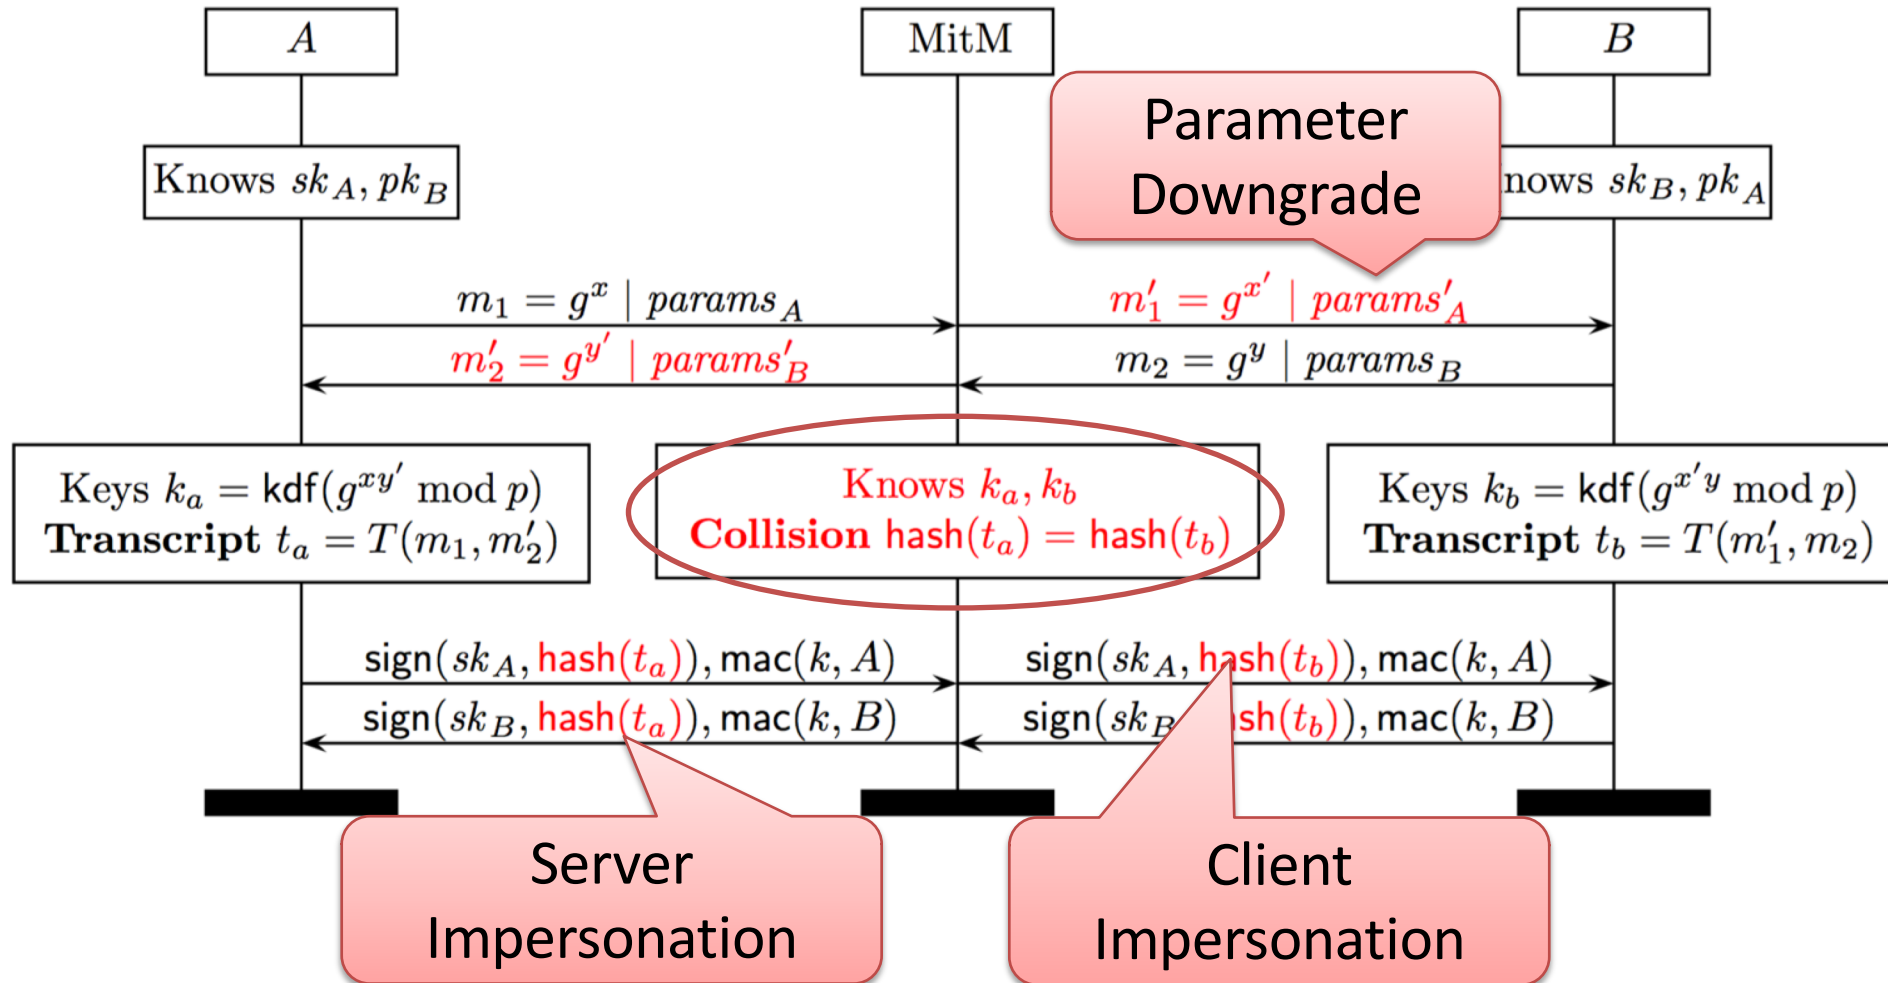 A
MitM
B
Parameter
Downgrade
Knows sk_A, pk_B
nows sk_B, pk_A
m_1 = g^x | params_A
m'_1 = g^{x'} | params'_A
m'_2 = g^{y'} | params'_B
m_2 = g^y | params_B
Keys k_a = kdf(g^{xy'} mod p)
Transcript t_a = T(m_1, m'_2)
Knows k_a, k_b
Collision hash(t_a) = hash(t_b)
Keys k_b = kdf(g^{x'y} mod p)
Transcript t_b = T(m'_1, m_2)
sign(sk_A, hash(t_a)), mac(k, A)
sign(sk_A, hash(t_b)), mac(k, A)
sign(sk_B, hash(t_a)), mac(k, B)
sign(sk_B sh(t_b)), mac(k, B)
Server
Impersonation
Client
Impersonation